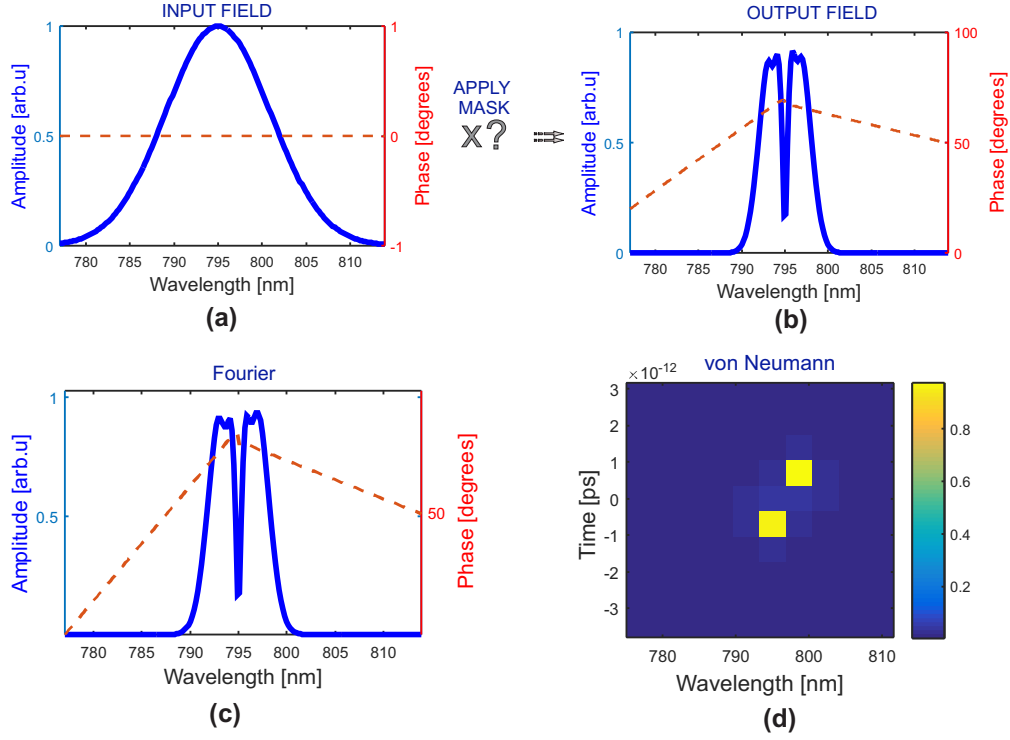 INPUT FIELD
Amplitude [arb.u]
1
0.5
0
1
0
-1
Phase [degrees]
780 785 790 795 800 805 810
Wavelength [nm]
(a)
APPLY
MASK
x?
OUTPUT FIELD
Amplitude [arb.u]
1
0.5
0
100
50
0
Phase [degrees]
780 785 790 795 800 805 810
Wavelength [nm]
(b)
Fourier
Amplitude [arb.u]
1
0.5
50
Phase [degrees]
780 785 790 795 800 805 810
Wavelength [nm]
(c)
von Neumann
×10-12
Time [ps]
3
2
1
0
-1
-2
-3
780 790 800 810
Wavelength [nm]
0.8
0.6
0.4
0.2
(d)